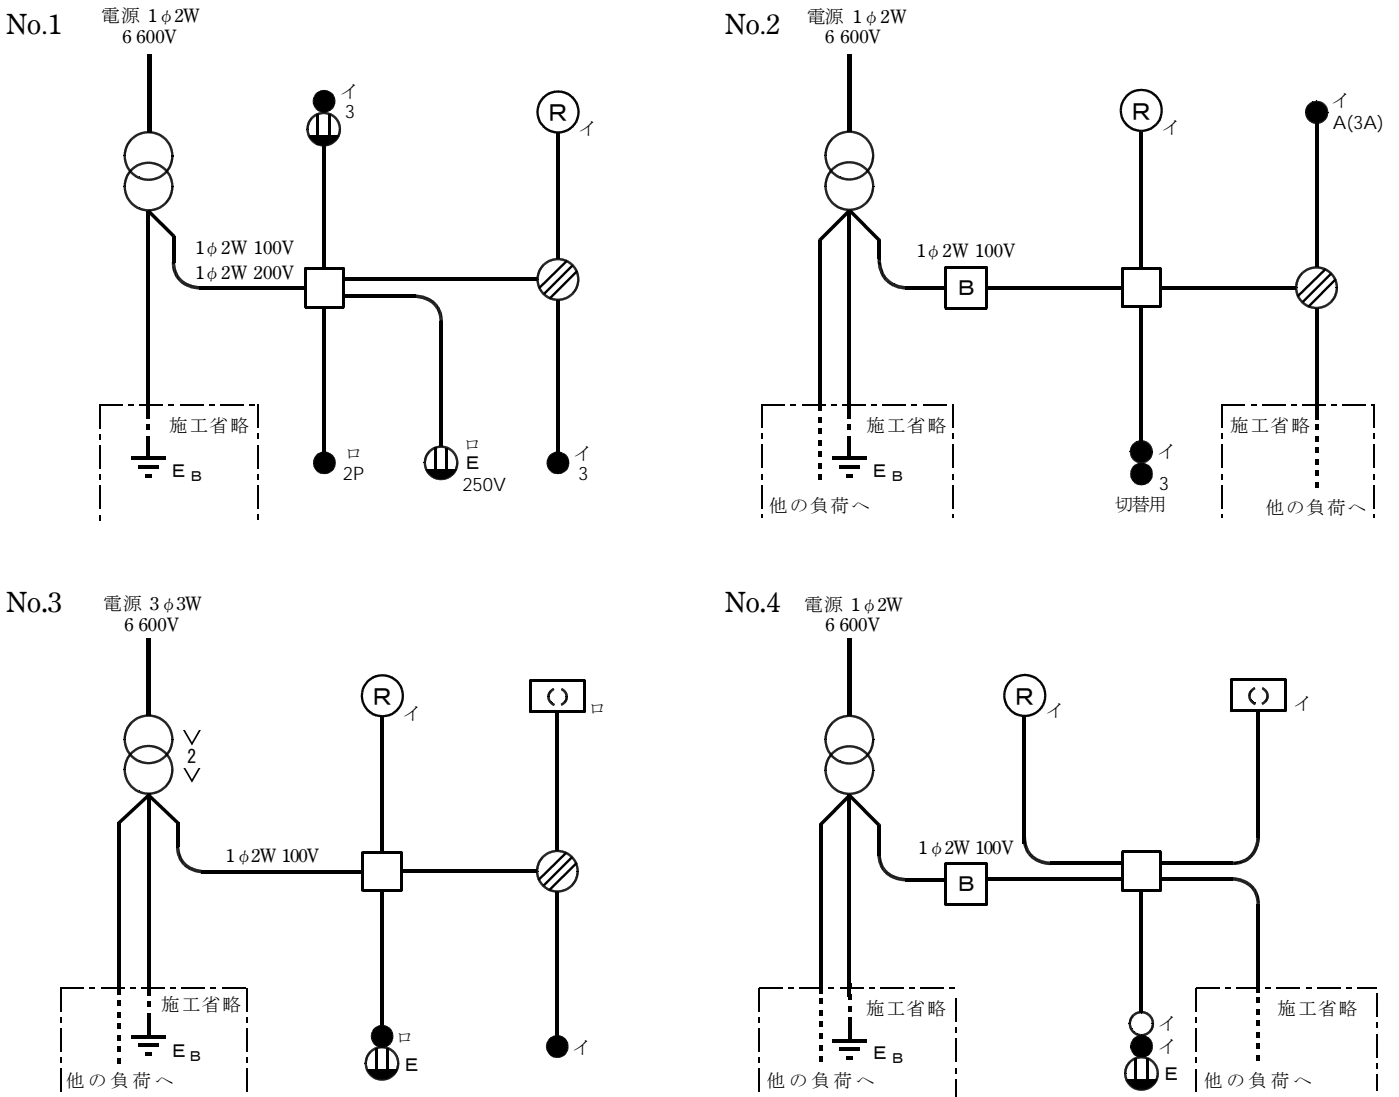 No.1
電源 1φ2W
6 600V
イ
3
R
イ
1φ2W 100V
1φ2W 200V
施工省略
EB
ロ
2P
ロ
E
250V
イ
3
No.2
電源 1φ2W
6 600V
R
イ
イ
A(3A)
1φ2W 100V
B
施工省略
EB
他の負荷へ
イ
3
切替用
施工省略
他の負荷へ
No.3
電源 3φ3W
6 600V
V
2
V
R
イ
ロ
1φ2W 100V
施工省略
EB
他の負荷へ
ロ
E
イ
No.4
電源 1φ2W
6 600V
R
イ
イ
1φ2W 100V
B
施工省略
EB
他の負荷へ
イ
イ
E
施工省略
他の負荷へ